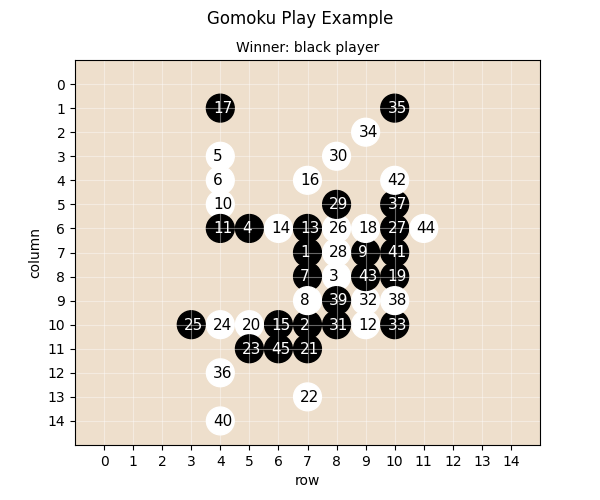 Gomoku Play Example
Winner: black player
0
1 17 35
2 34
3 5 30
4 6 16 42
5 10 29 37
6 11 4 14 13 26 18 27 44
7 1 28 9 41
8 7 3 43 19
9 8 39 32 38
10 25 24 20 15 2 31 12 33
11 23 45 21
12 36
13 22
14 40
column
0 1 2 3 4 5 6 7 8 9 10 11 12 13 14
row